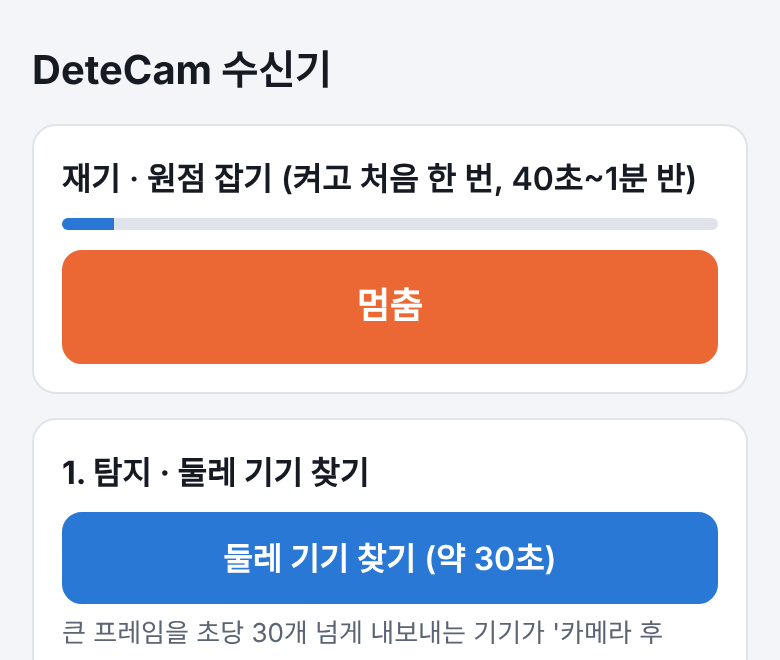 DeteCam 수신기
재기 · 원점 잡기 (켜고 처음 한 번, 40초~1분 반)
멈춤
1. 탐지 · 둘레 기기 찾기
둘레 기기 찾기 (약 30초)
큰 프레임을 초당 30개 넘게 내보내는 기기가 '카메라 후